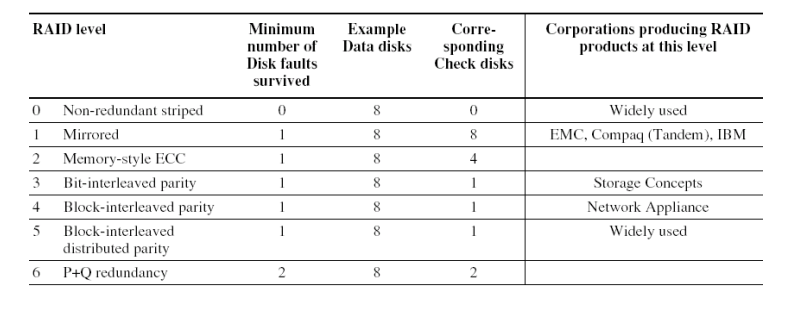 RAID level Minimum number of Disk faults survived Example Data disks Corre-sponding Check disks Corporations producing RAID products at this level
0 Non-redundant striped 0 8 0 Widely used
1 Mirrored 1 8 8 EMC, Compaq (Tandem), IBM
2 Memory-style ECC 1 8 4
3 Bit-interleaved parity 1 8 1 Storage Concepts
4 Block-interleaved parity 1 8 1 Network Appliance
5 Block-interleaved distributed parity 1 8 1 Widely used
6 P+Q redundancy 2 8 2